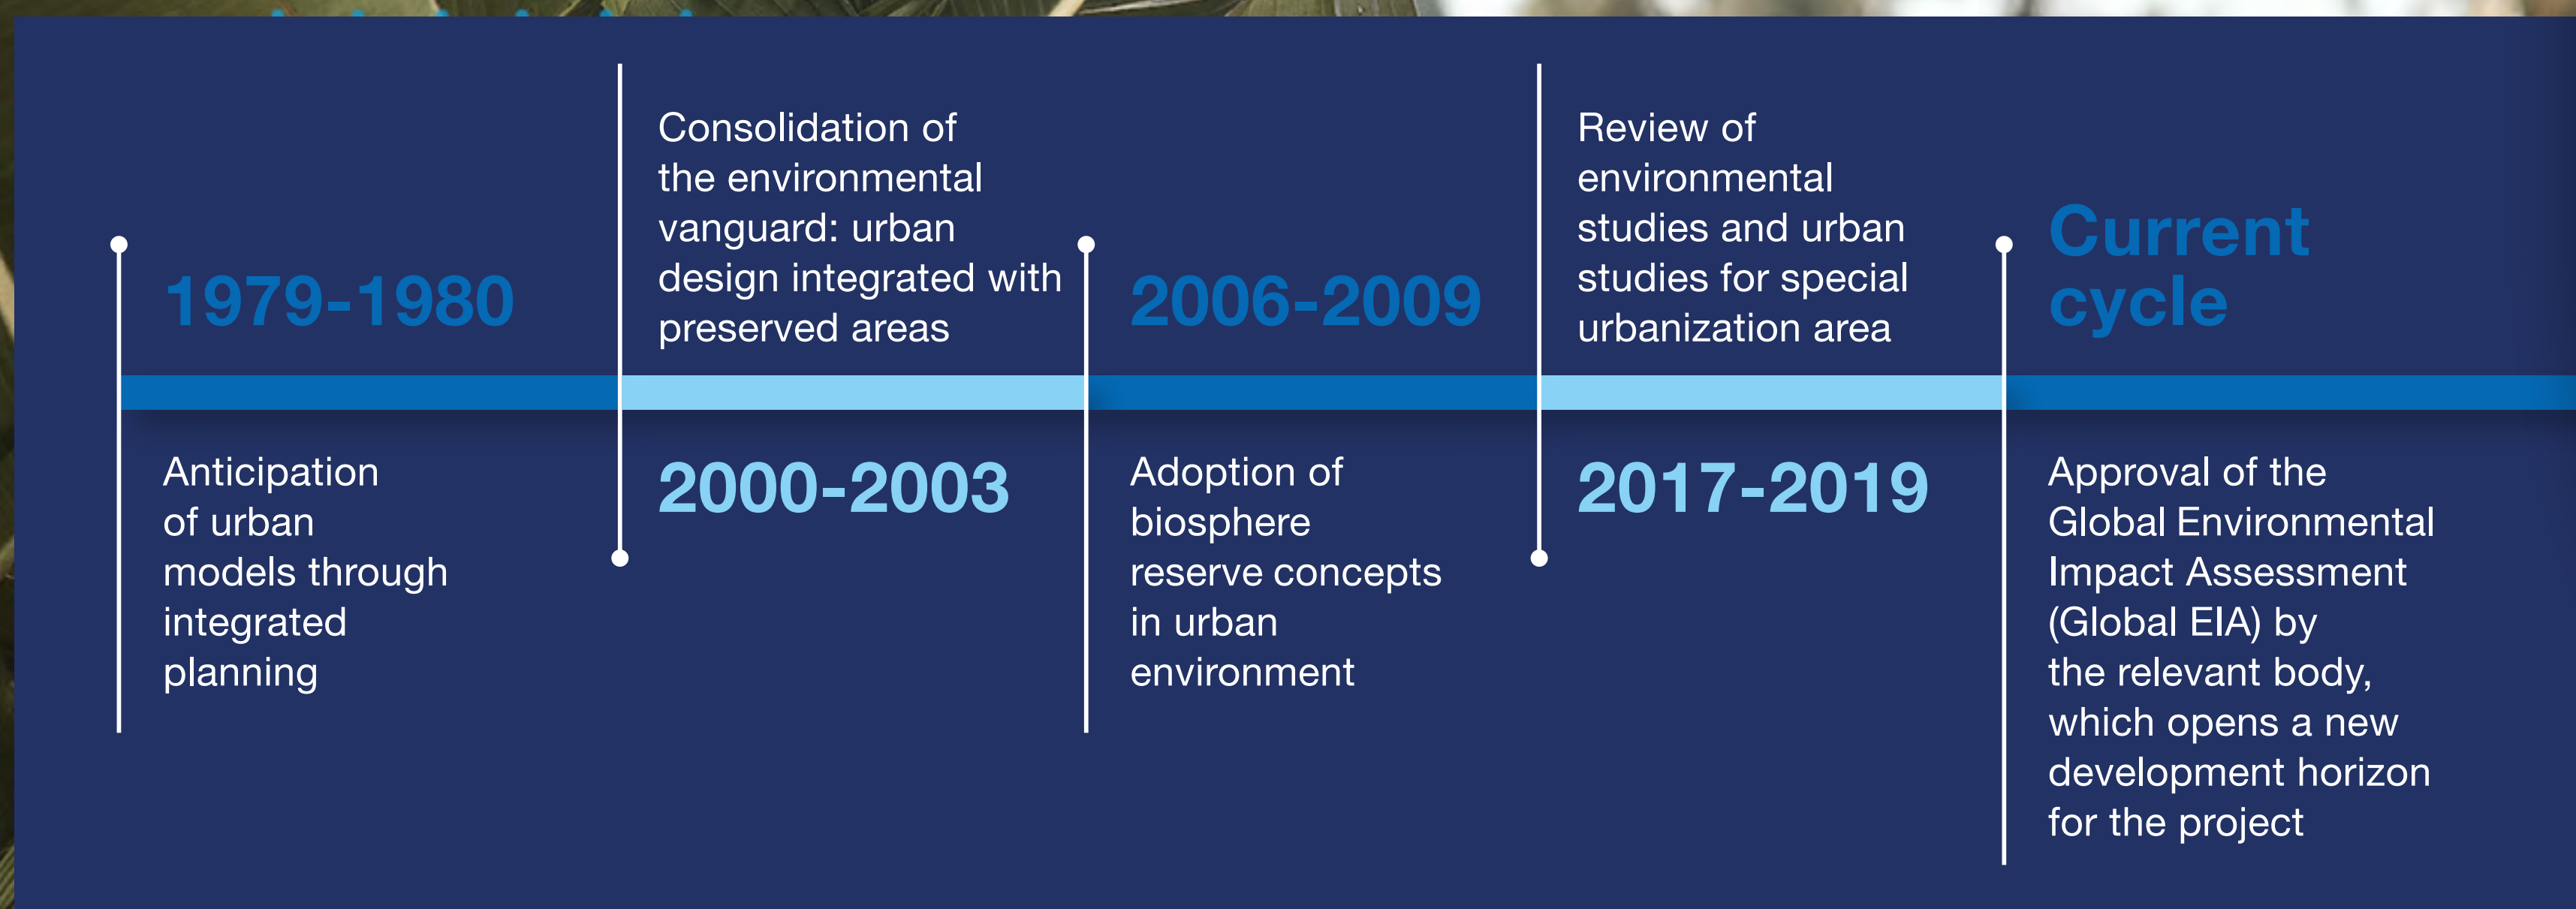 1979-1980
Anticipation
of urban
models through
integrated
planning
Consolidation of
the environmental
vanguard: urban
design integrated with
preserved areas
2000-2003
2006-2009
Adoption of
biosphere
reserve concepts
in urban
environment
Review of
environmental
studies and urban
studies for special
urbanization area
2017-2019
Current
cycle
Approval of the
Global Environmental
Impact Assessment
(Global EIA) by
the relevant body,
which opens a new
development horizon
for the project